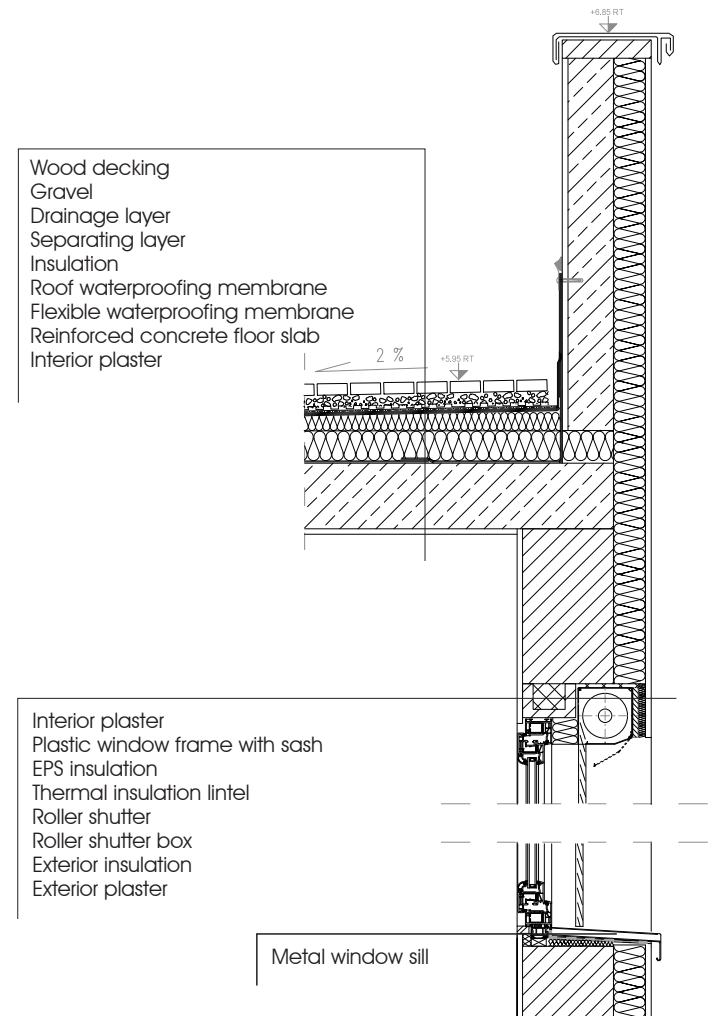 +6.85 RT
Wood decking
Gravel
Drainage layer
Separating layer
Insulation
Roof waterproofing membrane
Flexible waterproofing membrane
Reinforced concrete floor slab
Interior plaster
2 %
+5,95 RT
Interior plaster
Plastic window frame with sash
EPS insulation
Thermal insulation lintel
Roller shutter
Roller shutter box
Exterior insulation
Exterior plaster
Metal window sill